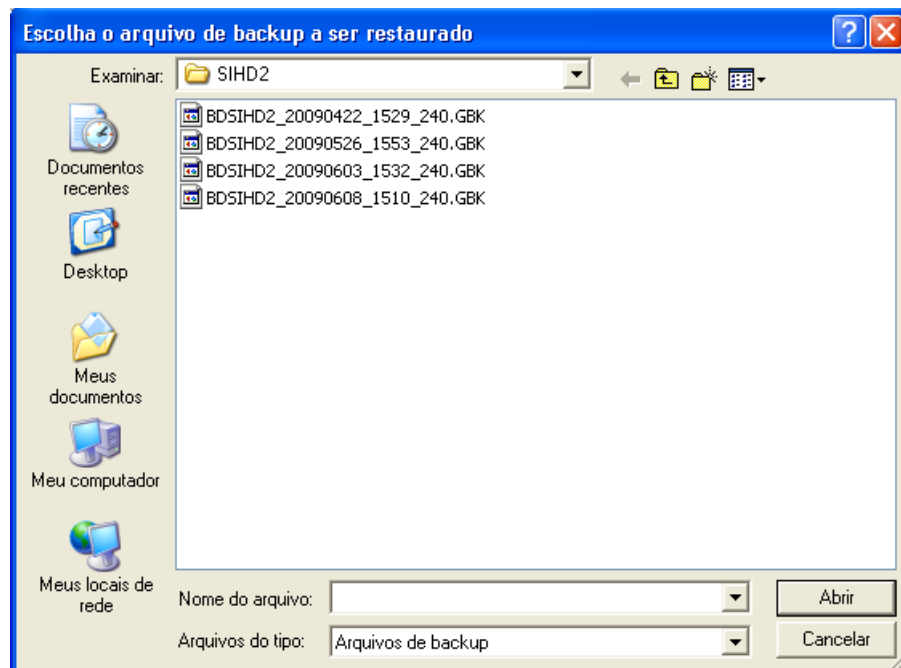 Escolha o arquivo de backup a ser restaurado
Examinar: SIHD2
BDSIHD2_20090422_1529_240.GBK
BDSIHD2_20090526_1553_240.GBK
BDSIHD2_20090603_1532_240.GBK
BDSIHD2_20090608_1510_240.GBK
Documentos
recentes
Desktop
Meus
documentos
Meu computador
Meus locais de
rede
Nome do arquivo:
Abrir
Arquivos do tipo: Arquivos de backup
Cancelar